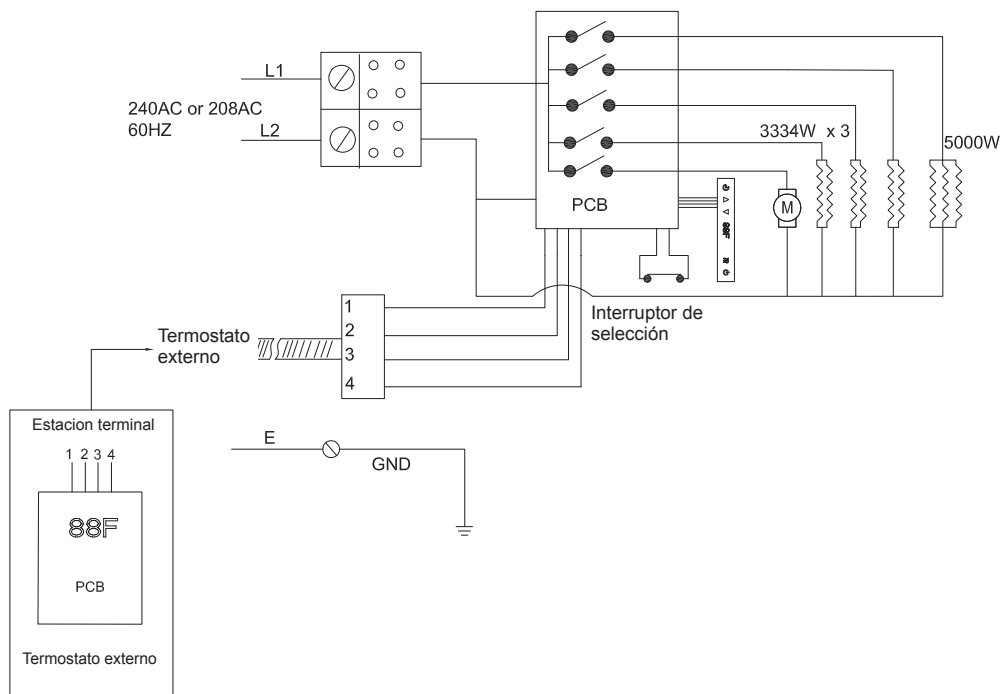 L1
240AC or 208AC
60HZ
L2
3334W x 3
5000W
PCB
M
88F
Interruptor de
selección
1
2
3
4
Termostato
externo
Estacion terminal
1 2 3 4
88F
PCB
Termostato externo
E
GND